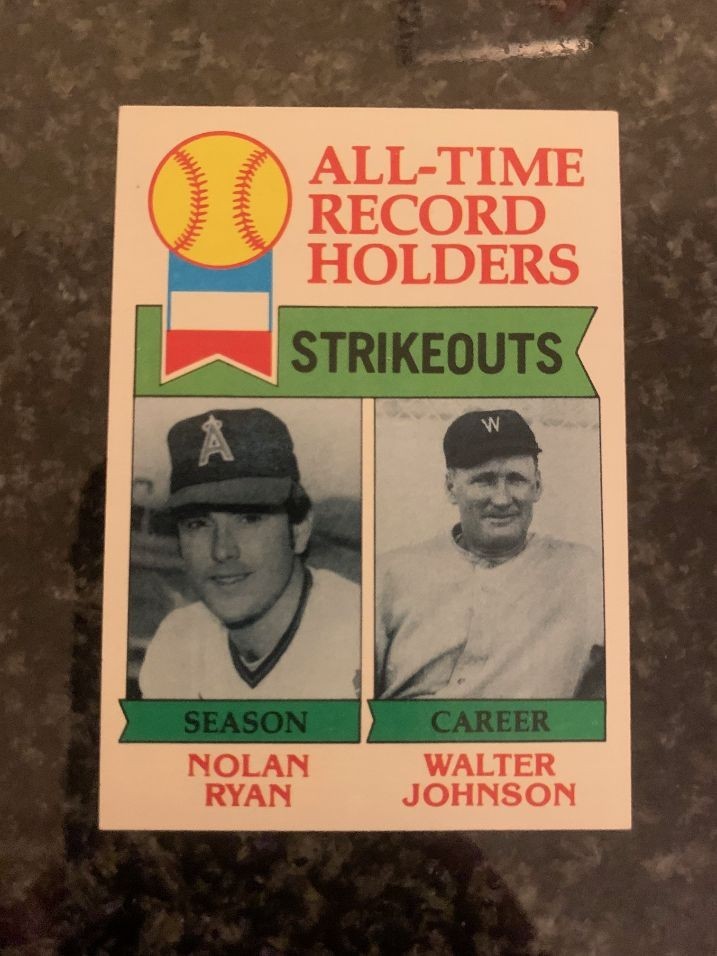 ALL-TIME
RECORD
HOLDERS
STRIKEOUTS
A
W
SEASON
CAREER
NOLAN
RYAN
WALTER
JOHNSON